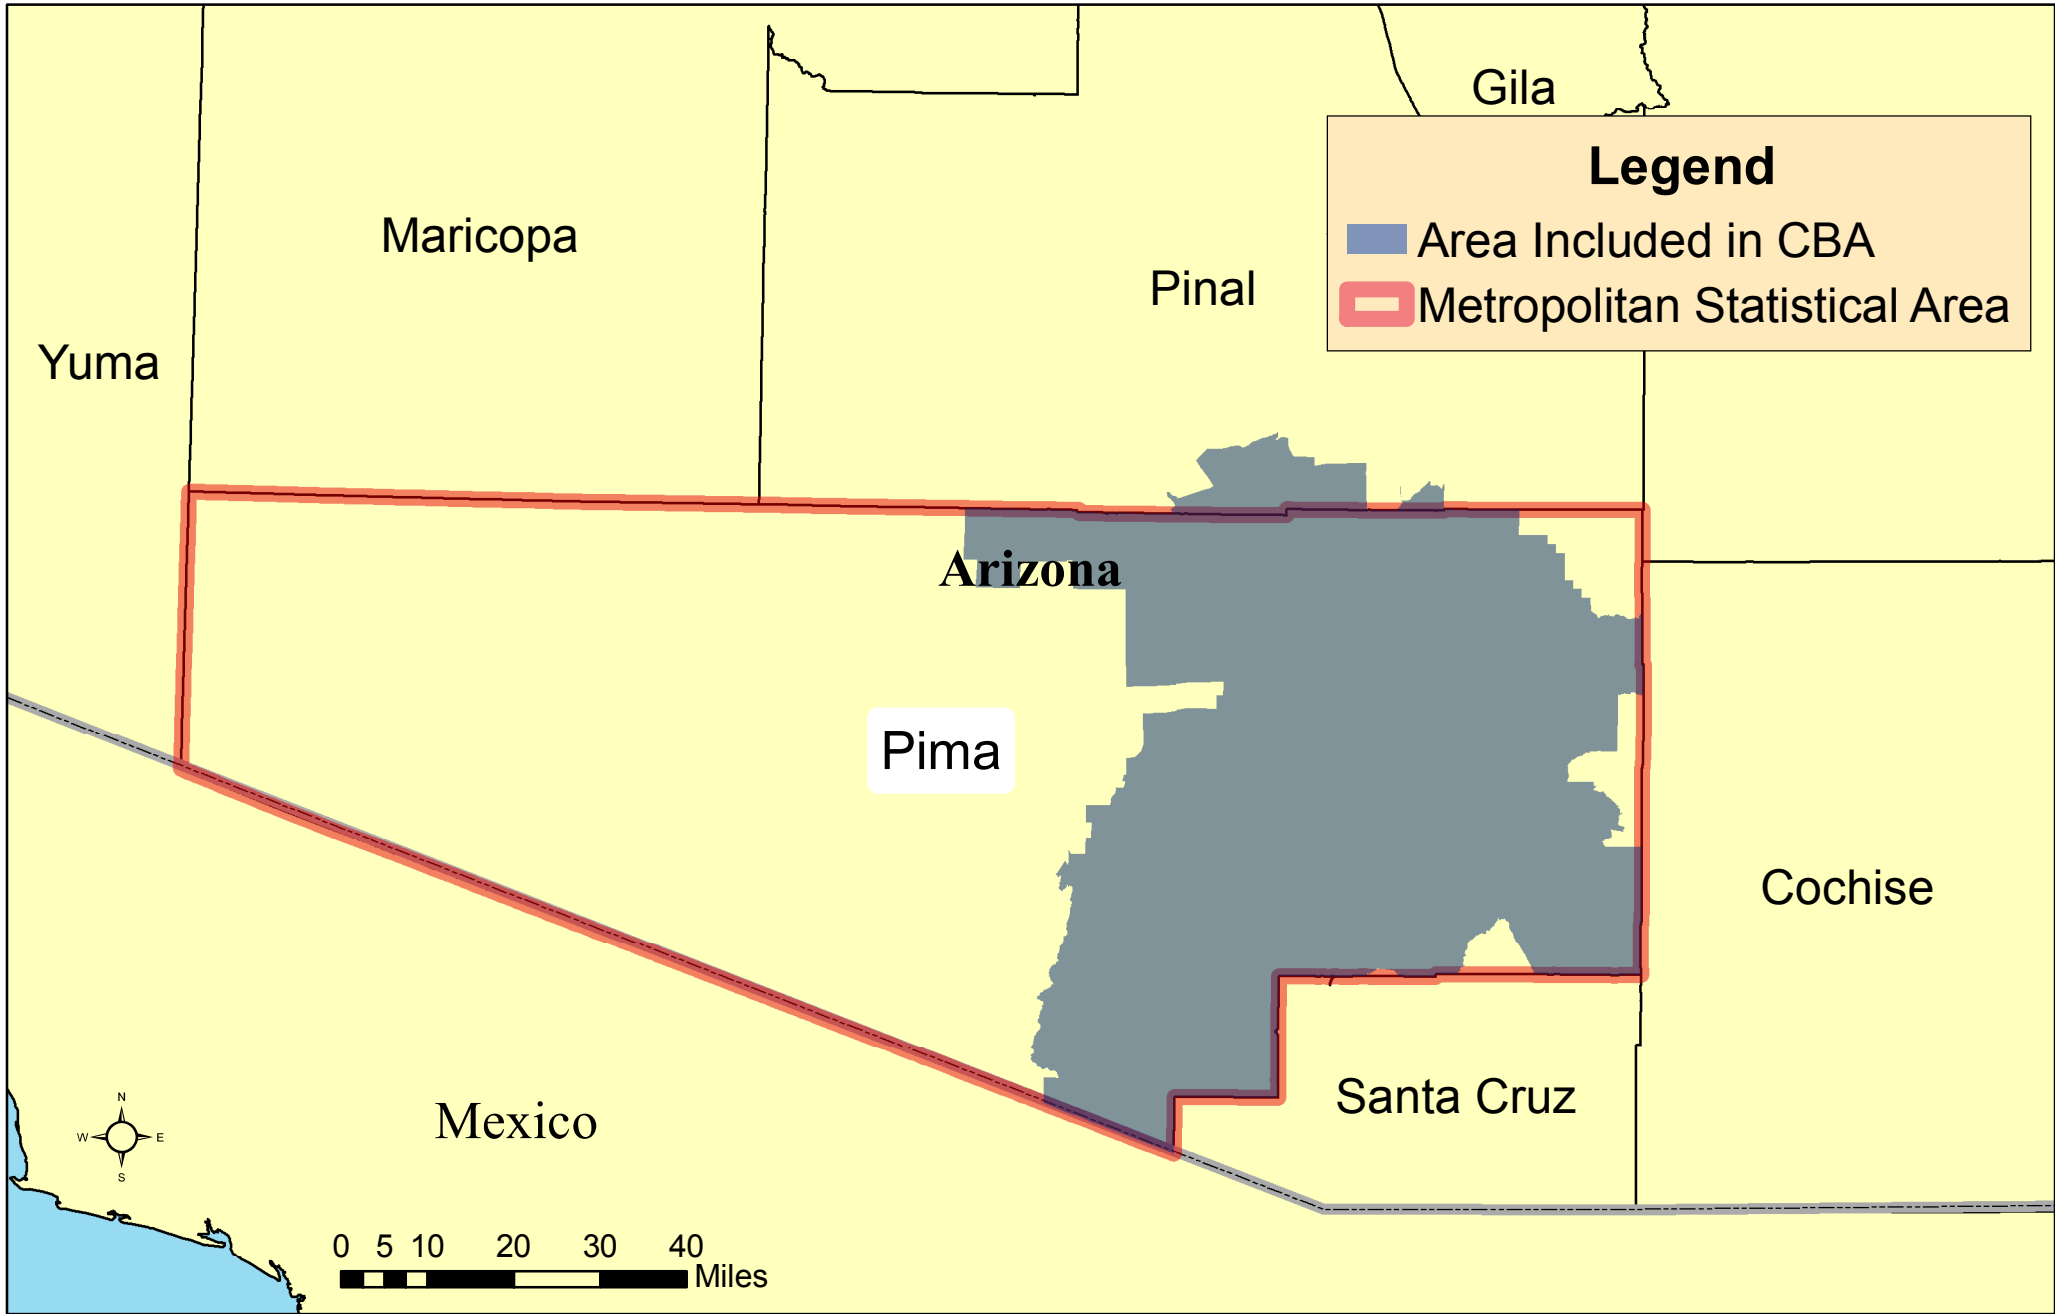 Gila
Legend
Area Included in CBA
Metropolitan Statistical Area
Maricopa
Pinal
Yuma
Arizona
Pima
Cochise
Santa Cruz
Mexico
N
W E
S
0 5 10 20 30 40
Miles